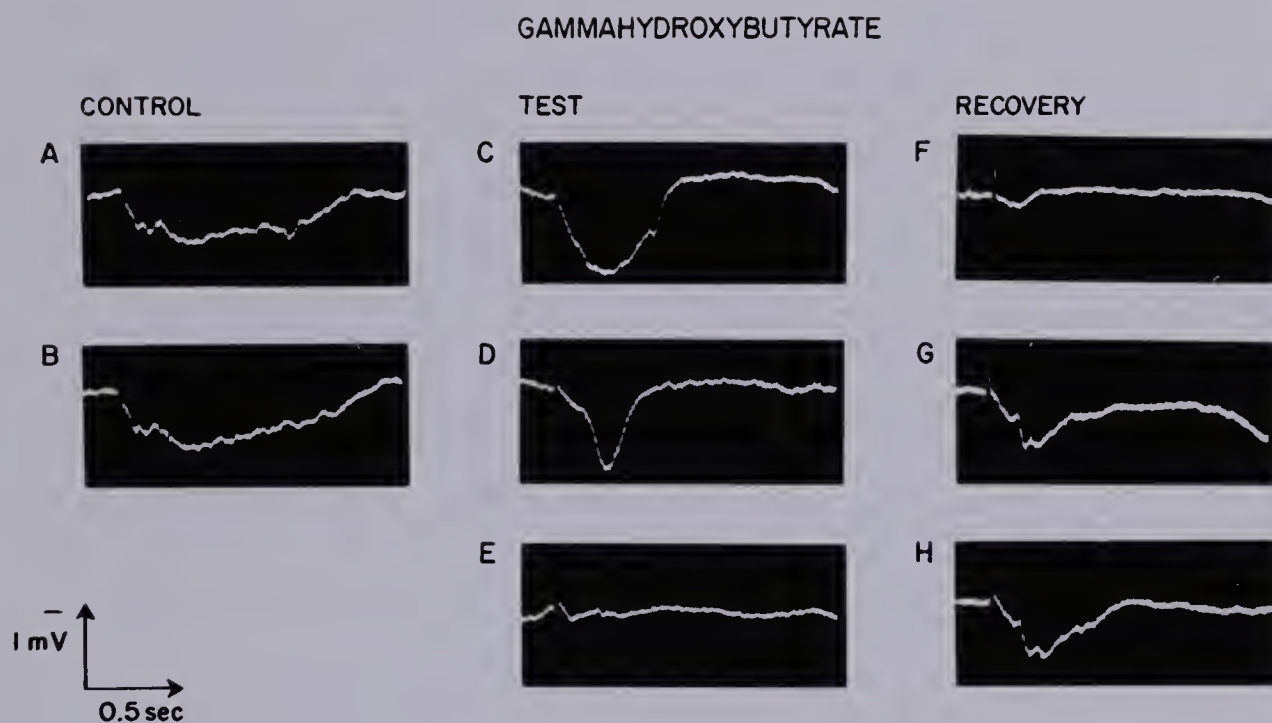 GAMMAHYDROXYBUTYRATE
CONTROL
TEST
RECOVERY
A
C
F
B
D
G
E
H
–
1 mV
0.5 sec